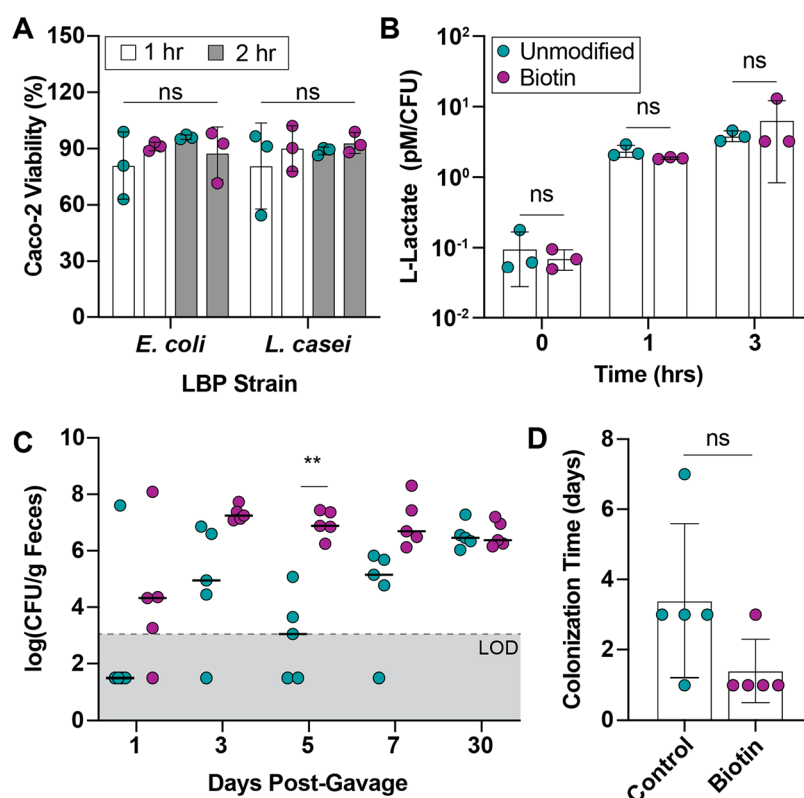 A
Caco-2 Viability (%)
150
120
90
60
30
0
1 hr
2 hr
ns
ns
E. coli
L. casei
LBP Strain
B
L-Lactate (pM/CFU)
10²
10¹
10⁰
10⁻¹
10⁻²
Unmodified
Biotin
ns
ns
ns
0
1
3
Time (hrs)
C
log(CFU/g Feces)
10
8
6
4
2
0
**
LOD
1
3
5
7
30
Days Post-Gavage
D
Colonization Time (days)
8
6
4
2
0
ns
Control
Biotin